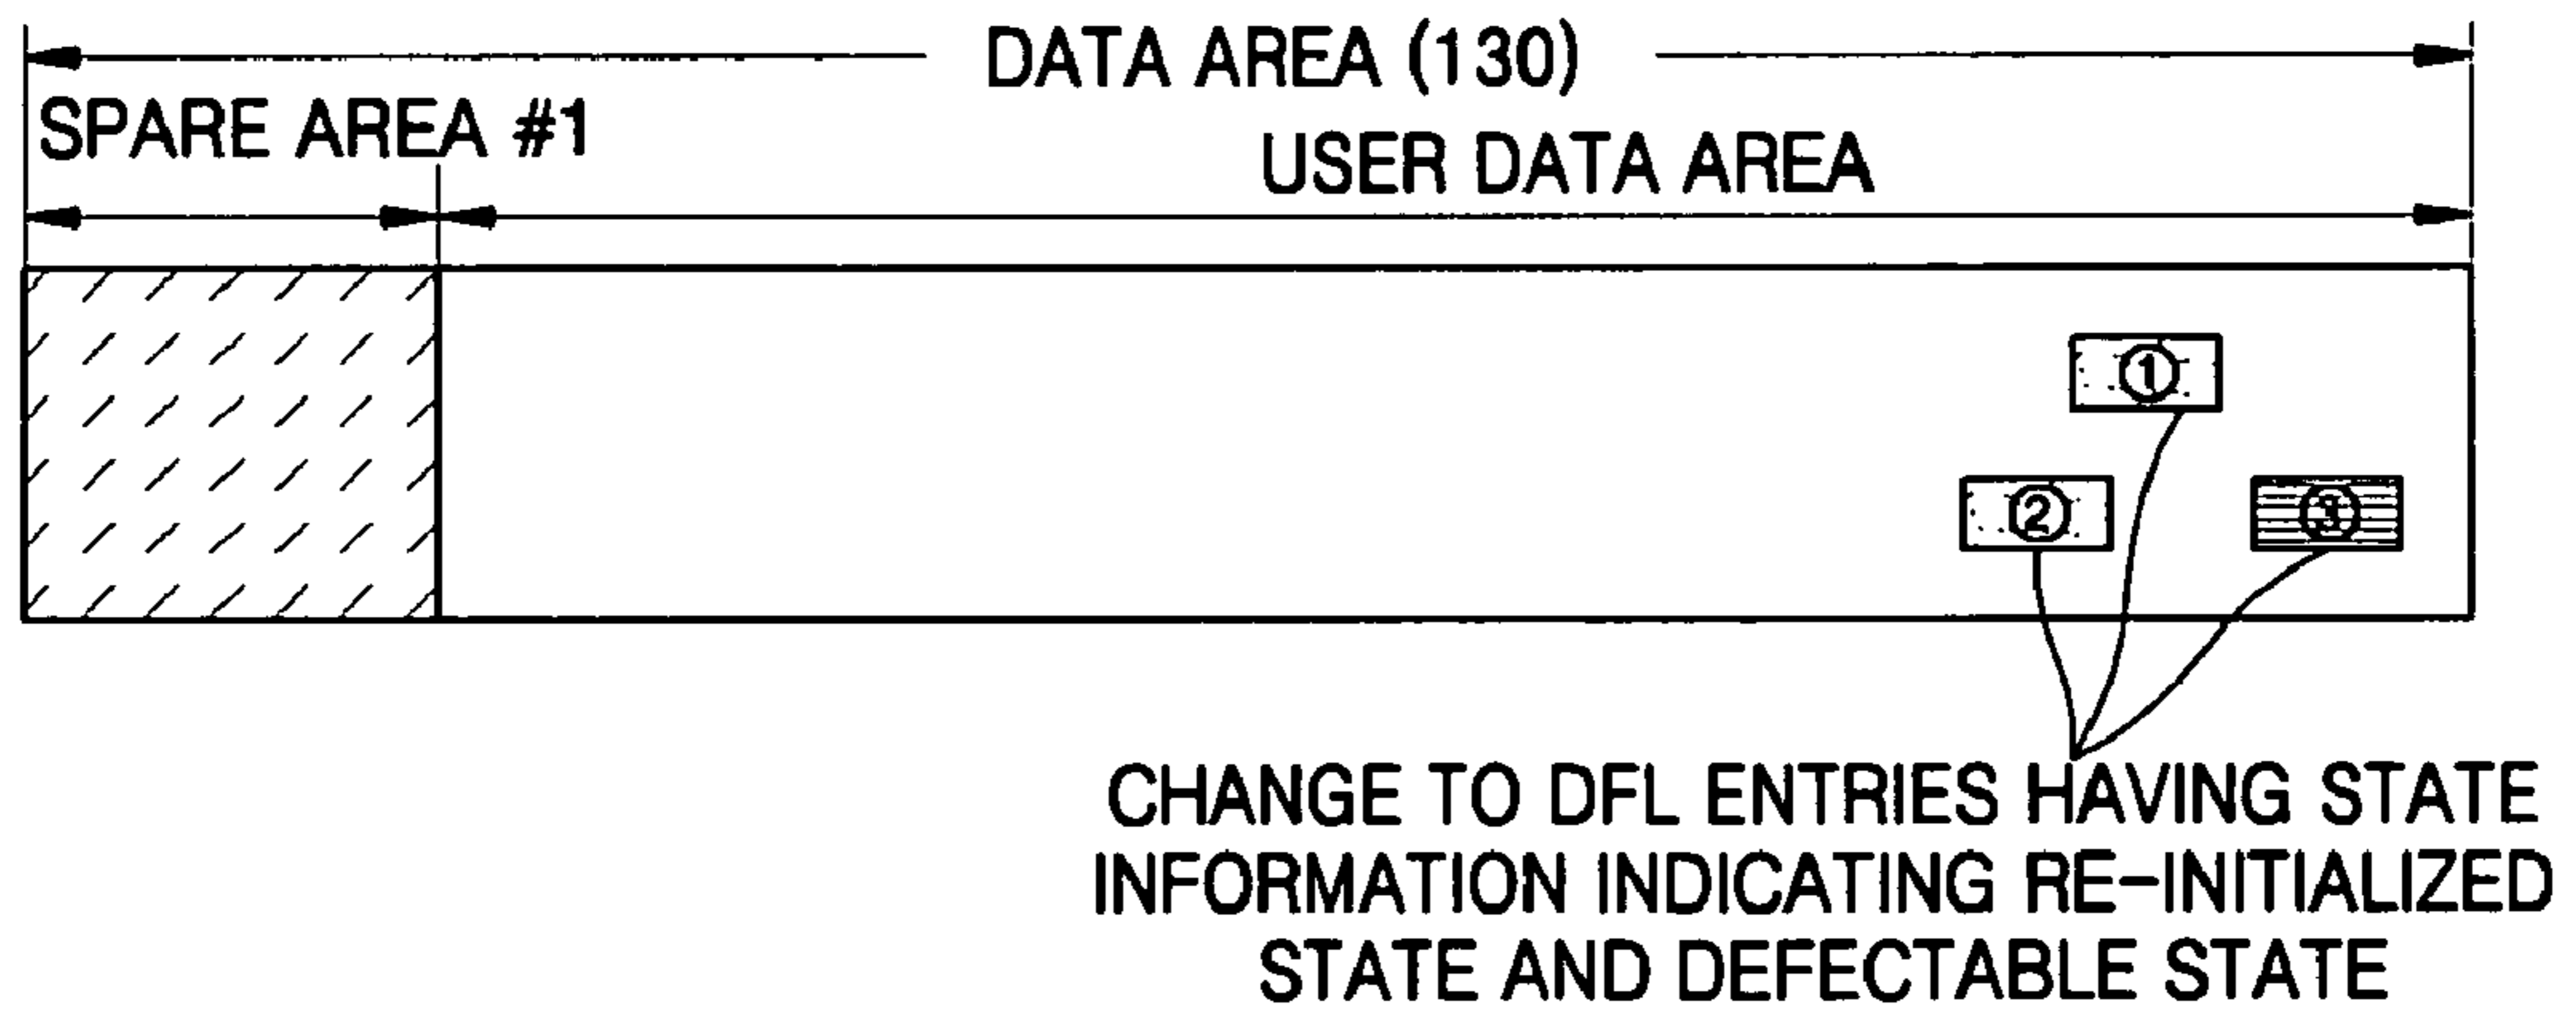 DATA AREA (130)
SPARE AREA #1
USER DATA AREA
①
②
③
CHANGE TO DFL ENTRIES HAVING STATE
INFORMATION INDICATING RE-INITIALIZED
STATE AND DEFECTABLE STATE